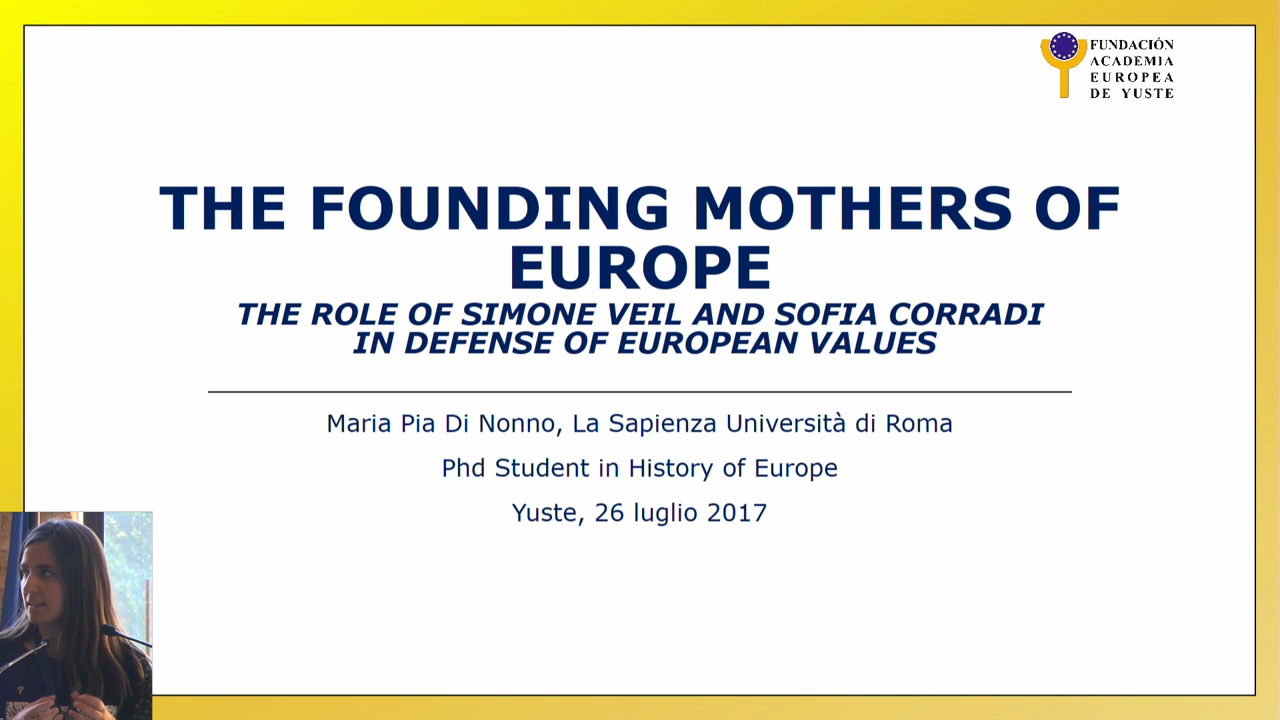 FUNDACIÓN
ACADEMIA
EUROPEA
DE YUSTE
THE FOUNDING MOTHERS OF
EUROPE
THE ROLE OF SIMONE VEIL AND SOFIA CORRADI
IN DEFENSE OF EUROPEAN VALUES
Maria Pia Di Nonno, La Sapienza Università di Roma
Phd Student in History of Europe
Yuste, 26 luglio 2017